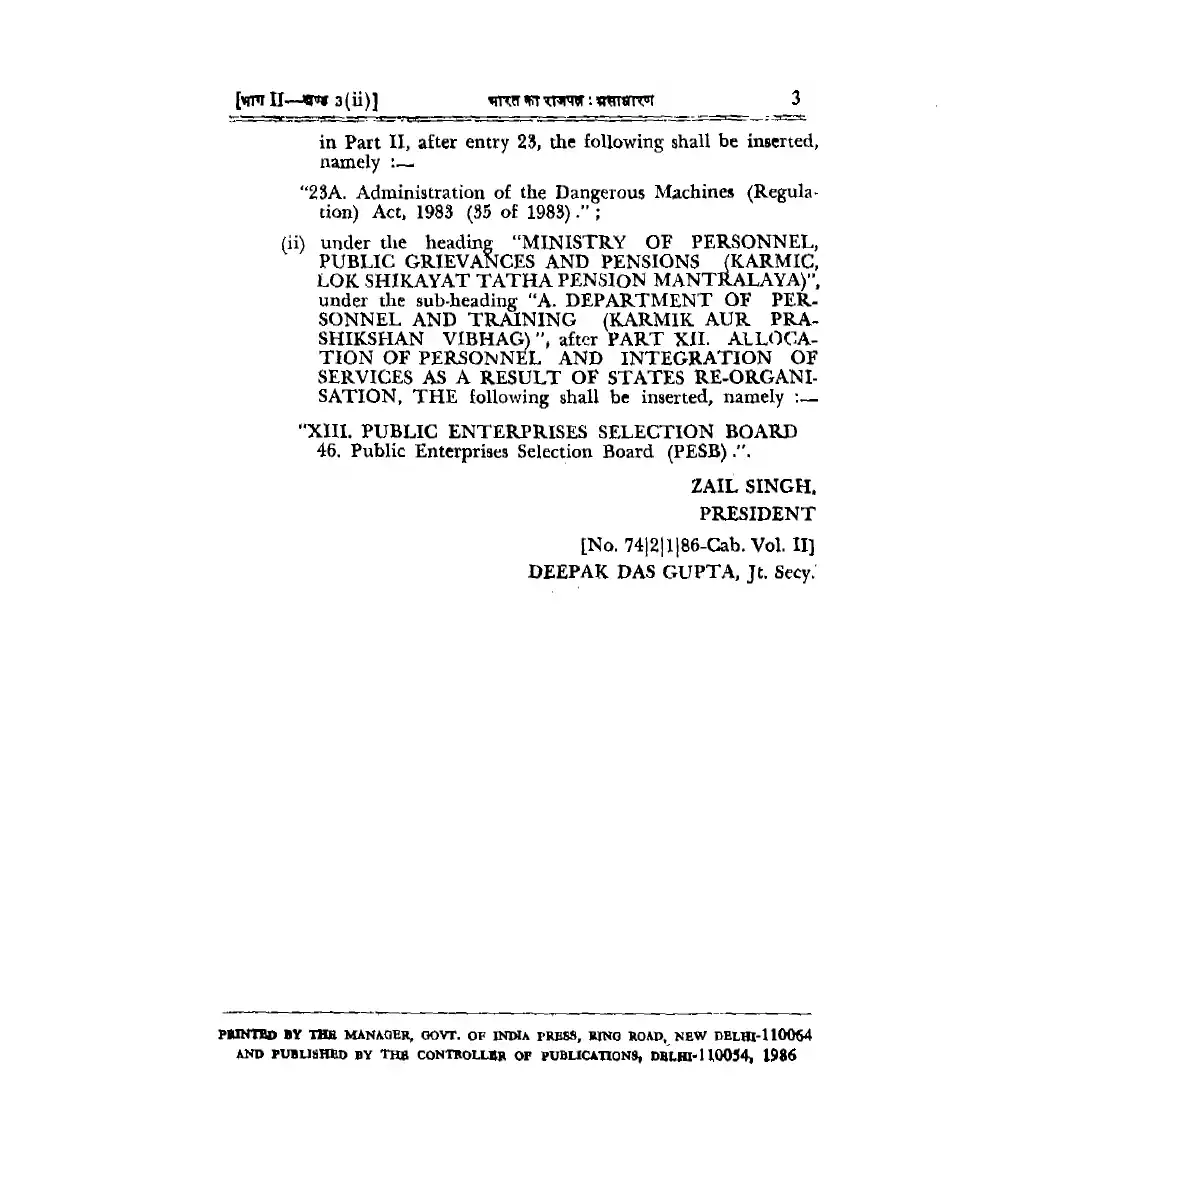 [भाग II—खण्ड 3(ii)] भारत का राजपत्र : असाधारण 3
in Part II, after entry 23, the following shall be inserted,
namely :—
"23A. Administration of the Dangerous Machines (Regula-
tion) Act, 1983 (35 of 1983)." ;
(ii) under the heading "MINISTRY OF PERSONNEL,
PUBLIC GRIEVANCES AND PENSIONS (KARMIC,
LOK SHIKAYAT TATHA PENSION MANTRALAYA)",
under the sub-heading "A. DEPARTMENT OF PER-
SONNEL AND TRAINING (KARMIK AUR PRA-
SHIKSHAN VIBHAG)", after PART XII. ALLOCA-
TION OF PERSONNEL AND INTEGRATION OF
SERVICES AS A RESULT OF STATES RE-ORGANI-
SATION, THE following shall be inserted, namely :—
"XIII. PUBLIC ENTERPRISES SELECTION BOARD
46. Public Enterprises Selection Board (PESB).".
ZAIL SINGH,
PRESIDENT
[No. 74|2|1|86-Cab. Vol. II]
DEEPAK DAS GUPTA, Jt. Secy.
PRINTED BY THE MANAGER, GOVT. OF INDIA PRESS, RING ROAD, NEW DELHI-110064
AND PUBLISHED BY THE CONTROLLER OF PUBLICATIONS, DELHI-110054, 1986